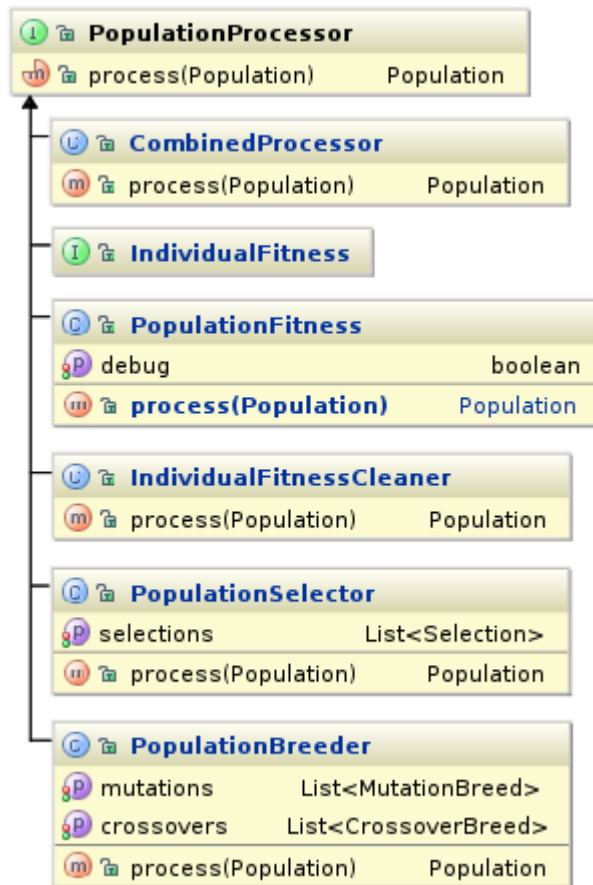 PopulationProcessor
process(Population) Population
CombinedProcessor
process(Population) Population
IndividualFitness
PopulationFitness
debug boolean
process(Population) Population
IndividualFitnessCleaner
process(Population) Population
PopulationSelector
selections List<Selection>
process(Population) Population
PopulationBreeder
mutations List<MutationBreed>
crossovers List<CrossoverBreed>
process(Population) Population